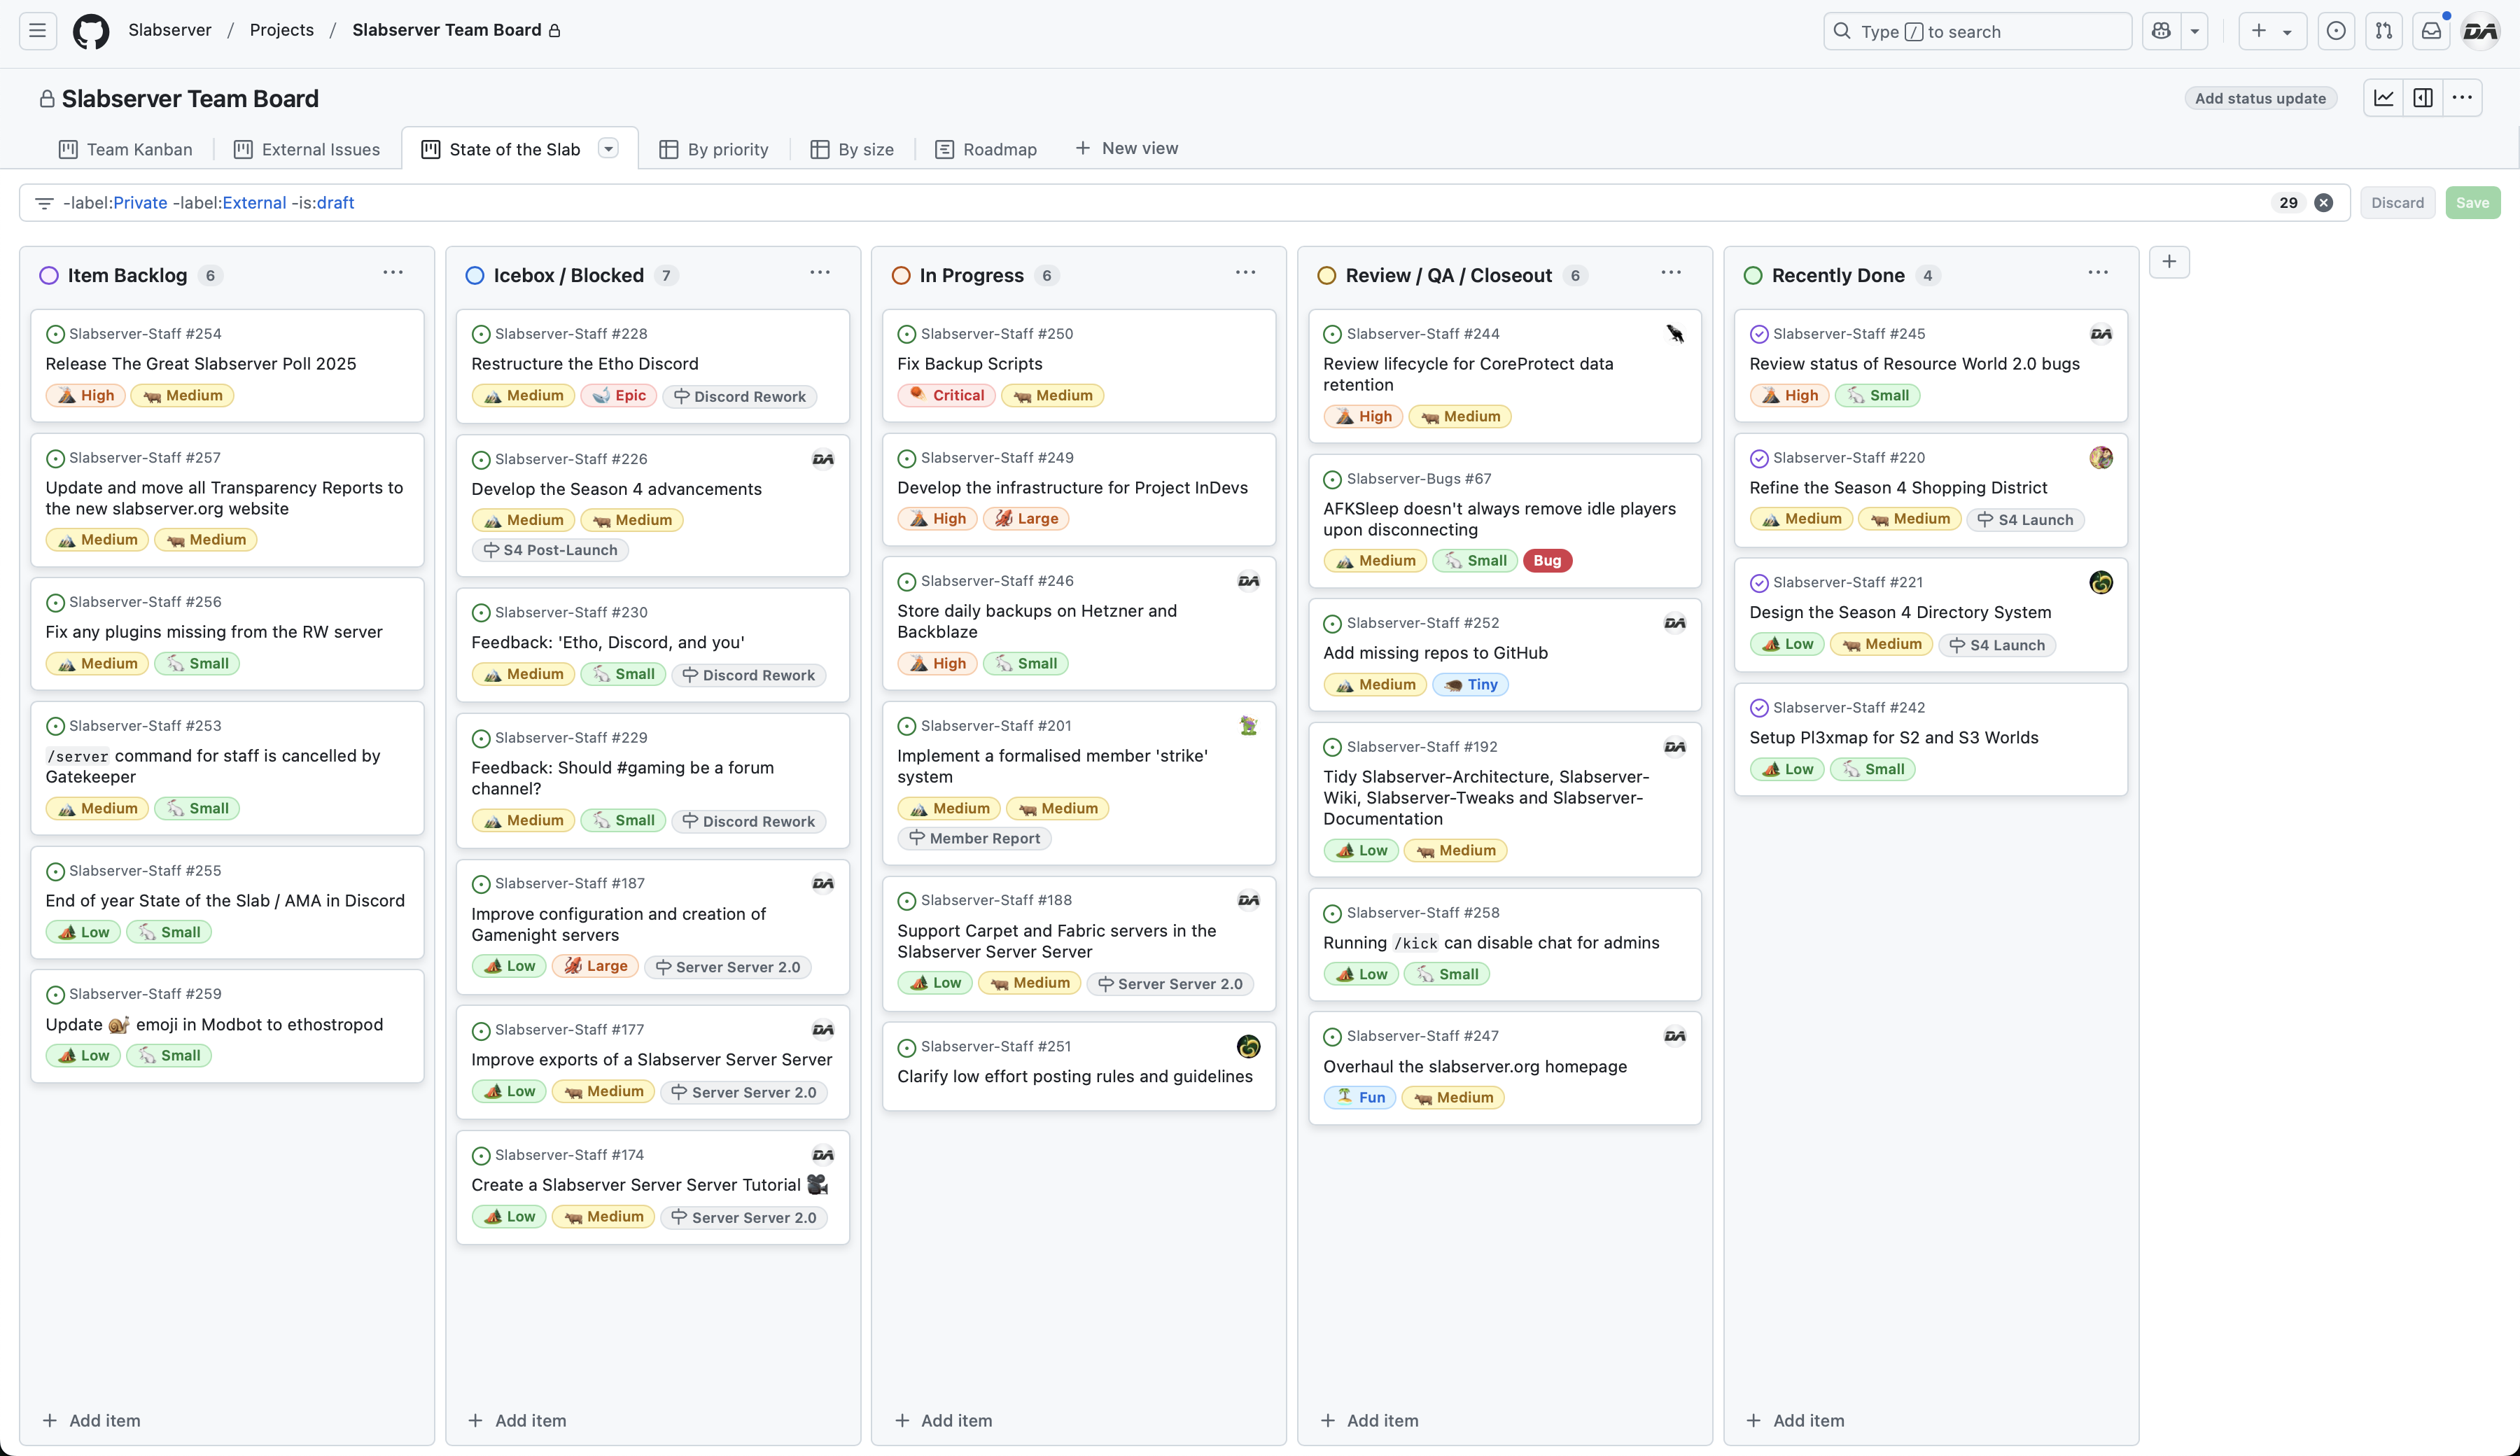 Slabserver / Projects / Slabserver Team Board
Type / to search
DA
Slabserver Team Board
Add status update
Team Kanban
External Issues
State of the Slab
By priority
By size
Roadmap
New view
-label:Private -label:External -is:draft
29
Discard
Save
Item Backlog 6
Slabserver-Staff #254
Release The Great Slabserver Poll 2025
High Medium
Slabserver-Staff #257
Update and move all Transparency Reports to
the new slabserver.org website
Medium Medium
Slabserver-Staff #256
Fix any plugins missing from the RW server
Medium Small
Slabserver-Staff #253
/server command for staff is cancelled by
Gatekeeper
Medium Small
Slabserver-Staff #255
End of year State of the Slab / AMA in Discord
Low Small
Slabserver-Staff #259
Update 🐌 emoji in Modbot to ethostropod
Low Small
Add item
Icebox / Blocked 7
Slabserver-Staff #228
Restructure the Etho Discord
Medium Epic Discord Rework
Slabserver-Staff #226 DA
Develop the Season 4 advancements
Medium Medium
S4 Post-Launch
Slabserver-Staff #230
Feedback: 'Etho, Discord, and you'
Medium Small Discord Rework
Slabserver-Staff #229
Feedback: Should #gaming be a forum
channel?
Medium Small Discord Rework
Slabserver-Staff #187 DA
Improve configuration and creation of
Gamenight servers
Low Large Server Server 2.0
Slabserver-Staff #177 DA
Improve exports of a Slabserver Server Server
Low Medium Server Server 2.0
Slabserver-Staff #174 DA
Create a Slabserver Server Server Tutorial 🎥
Low Medium Server Server 2.0
Add item
In Progress 6
Slabserver-Staff #250
Fix Backup Scripts
Critical Medium
Slabserver-Staff #249
Develop the infrastructure for Project InDevs
High Large
Slabserver-Staff #246 DA
Store daily backups on Hetzner and
Backblaze
High Small
Slabserver-Staff #201
Implement a formalised member 'strike'
system
Medium Medium
Member Report
Slabserver-Staff #188 DA
Support Carpet and Fabric servers in the
Slabserver Server Server
Low Medium Server Server 2.0
Slabserver-Staff #251
Clarify low effort posting rules and guidelines
Add item
Review / QA / Closeout 6
Slabserver-Staff #244
Review lifecycle for CoreProtect data
retention
High Medium
Slabserver-Bugs #67
AFKSleep doesn't always remove idle players
upon disconnecting
Medium Small Bug
Slabserver-Staff #252 DA
Add missing repos to GitHub
Medium Tiny
Slabserver-Staff #192 DA
Tidy Slabserver-Architecture, Slabserver-
Wiki, Slabserver-Tweaks and Slabserver-
Documentation
Low Medium
Slabserver-Staff #258
Running /kick can disable chat for admins
Low Small
Slabserver-Staff #247 DA
Overhaul the slabserver.org homepage
Fun Medium
Add item
Recently Done 4
Slabserver-Staff #245 DA
Review status of Resource World 2.0 bugs
High Small
Slabserver-Staff #220
Refine the Season 4 Shopping District
Medium Medium S4 Launch
Slabserver-Staff #221
Design the Season 4 Directory System
Low Medium S4 Launch
Slabserver-Staff #242
Setup Pl3xmap for S2 and S3 Worlds
Low Small
Add item